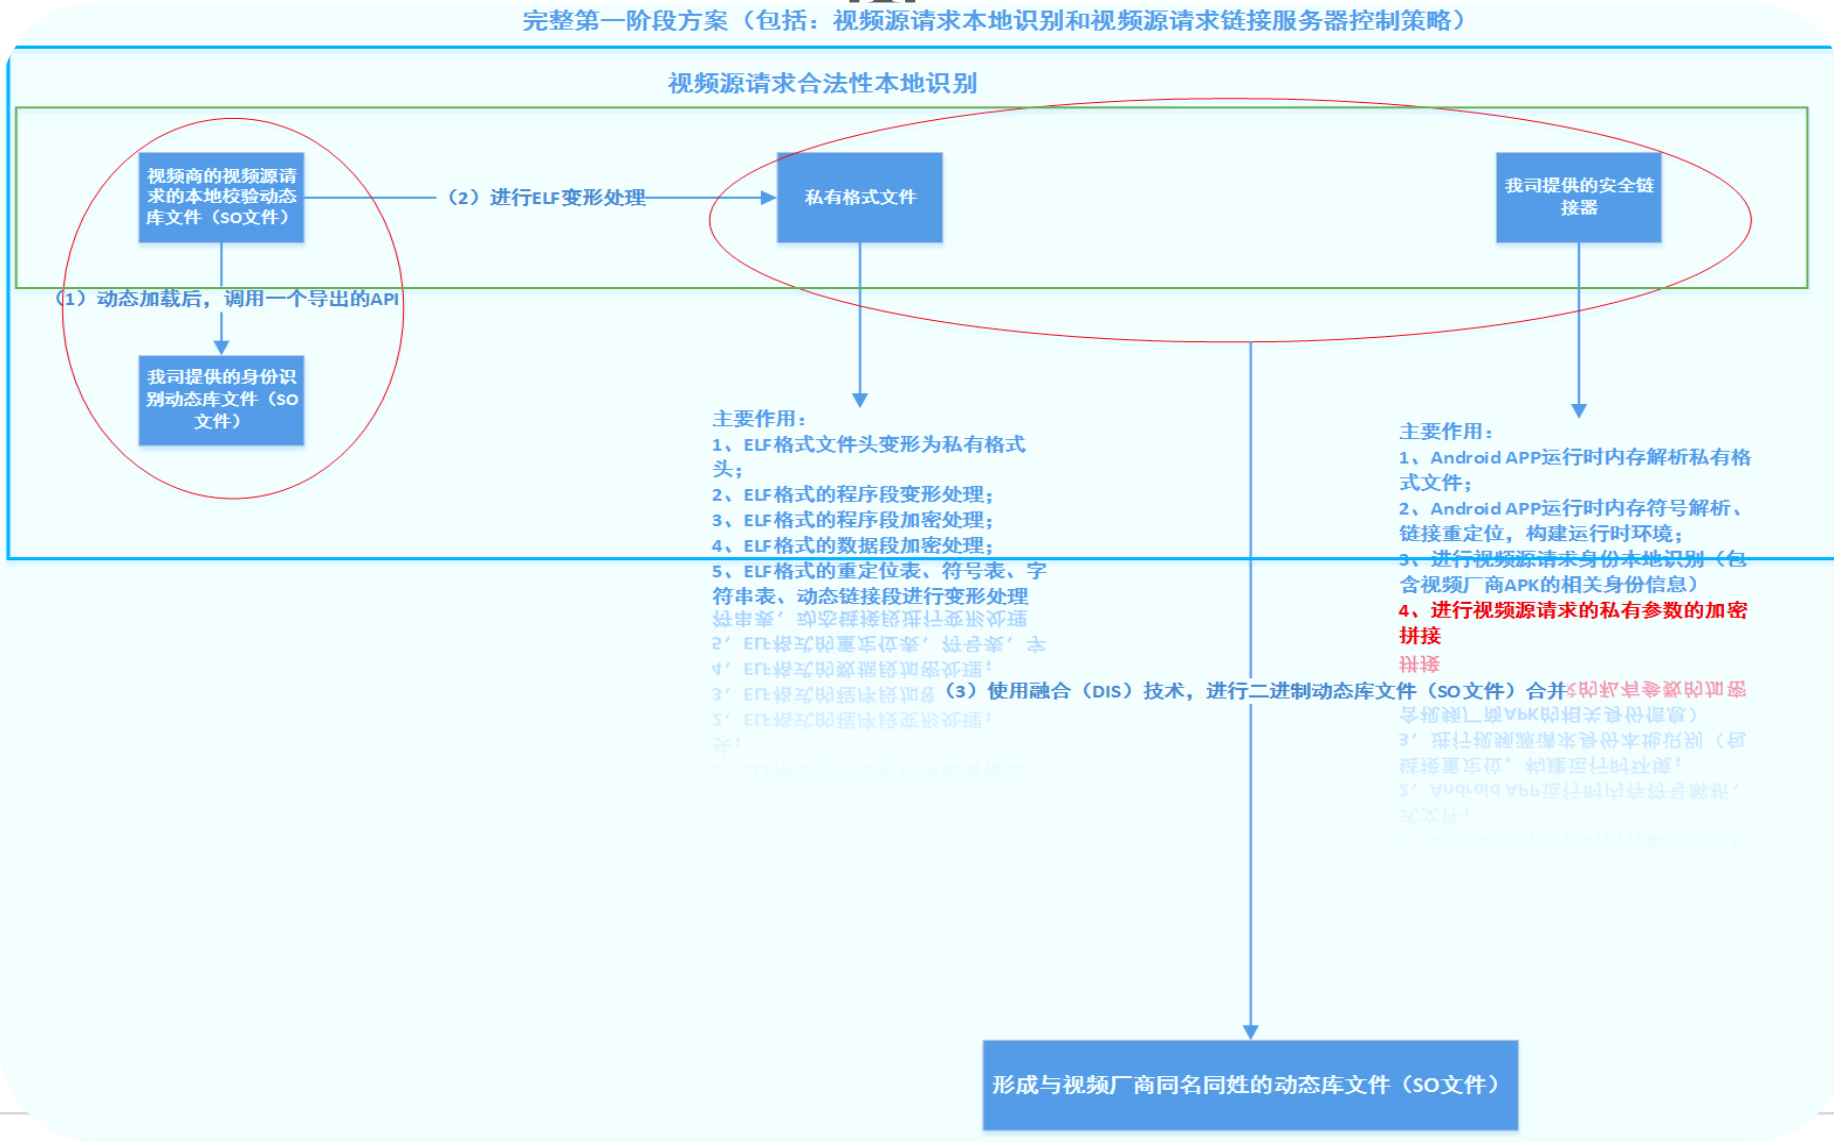 完整第一阶段方案（包括：视频源请求本地识别和视频源请求链接服务器控制策略）
视频源请求合法性本地识别
视频商的视频源请
求的本地校验动态
库文件（SO文件）
（2）进行ELF变形处理
私有格式文件
我司提供的安全链
接器
（1）动态加载后，调用一个导出的API
我司提供的身份识
别动态库文件（SO
文件）
主要作用：
1、ELF格式文件头变形为私有格式
头；
2、ELF格式的程序段变形处理；
3、ELF格式的程序段加密处理；
4、ELF格式的数据段加密处理；
5、ELF格式的重定位表、符号表、字
符串表、动态链接段进行变形处理
主要作用：
1、Android APP运行时内存解析私有格
式文件；
2、Android APP运行时内存符号解析、
链接重定位，构建运行时环境；
3、进行视频源请求身份本地识别（包
含视频厂商APK的相关身份信息）
4、进行视频源请求的私有参数的加密
拼接
（3）使用融合（DIS）技术，进行二进制动态库文件（SO文件）合并
形成与视频厂商同名同姓的动态库文件（SO文件）